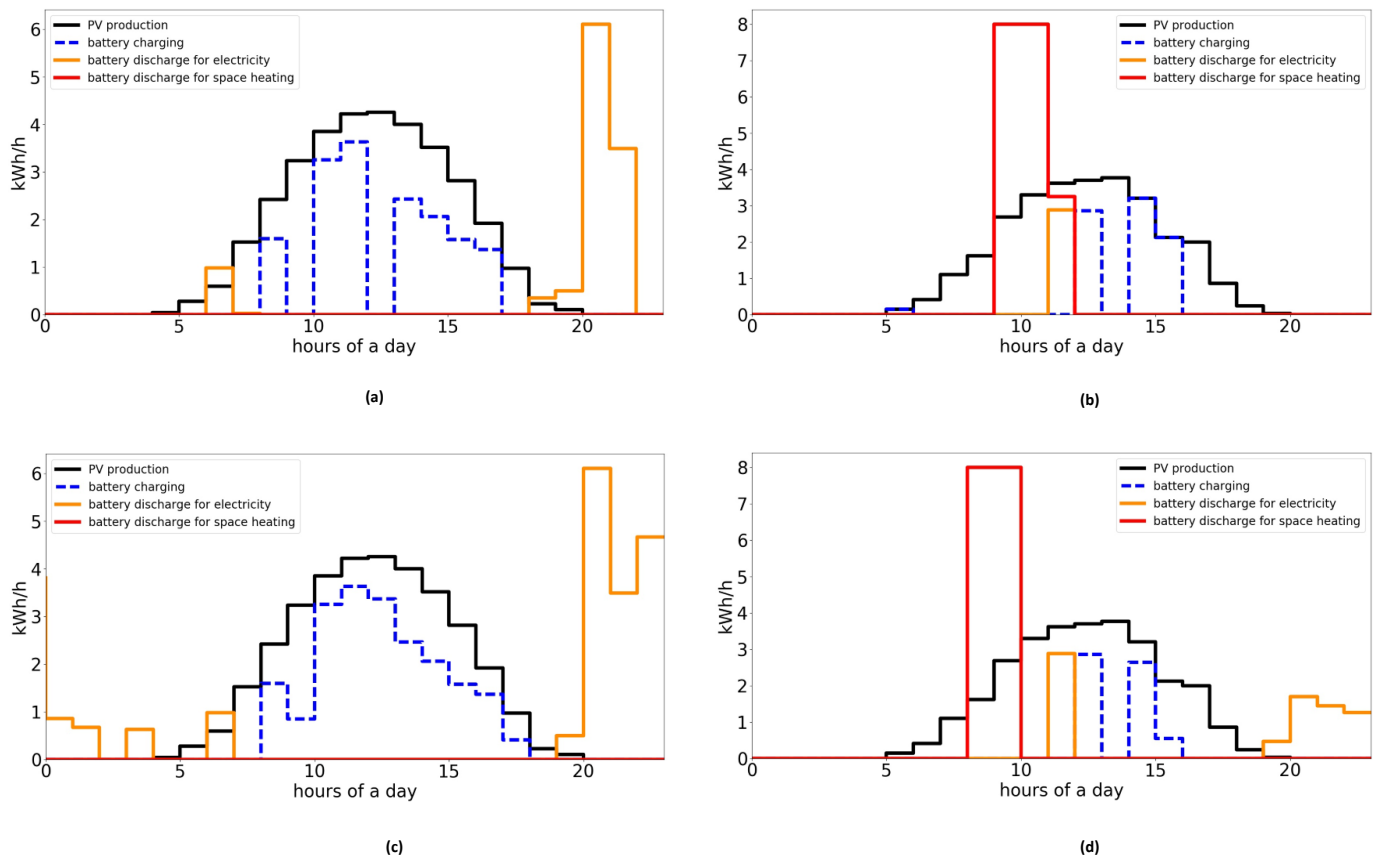 PV production
battery charging
battery discharge for electricity
battery discharge for space heating
kWh/h
6
5
4
3
2
1
0
0 5 10 15 20
hours of a day
(a)
PV production
battery charging
battery discharge for electricity
battery discharge for space heating
kWh/h
8
7
6
5
4
3
2
1
0
0 5 10 15 20
hours of a day
(b)
PV production
battery charging
battery discharge for electricity
battery discharge for space heating
kWh/h
6
5
4
3
2
1
0
0 5 10 15 20
hours of a day
(c)
PV production
battery charging
battery discharge for electricity
battery discharge for space heating
kWh/h
8
7
6
5
4
3
2
1
0
0 5 10 15 20
hours of a day
(d)